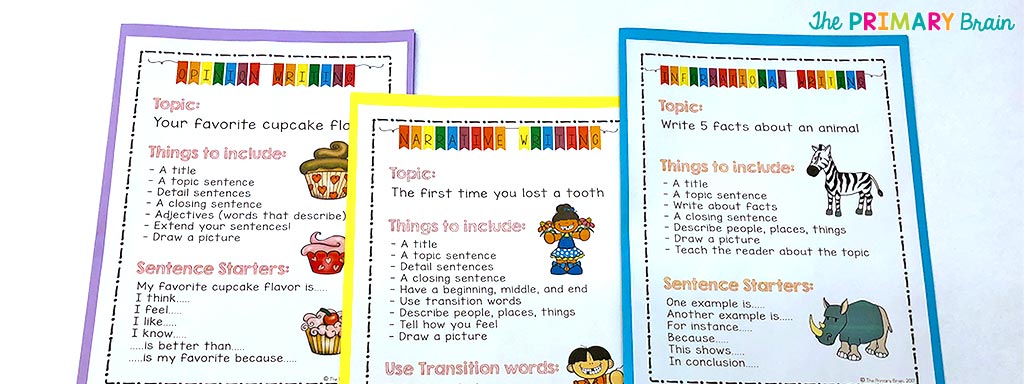 The PRIMARY Brain
OPINION WRITING
Topic:
Your favorite cupcake fla
Things to include:
- A title
- A topic sentence
- Detail sentences
- A closing sentence
- Adjectives (words that describe)
- Extend your sentences!
- Draw a picture
Sentence Starters:
My favorite cupcake flavor is.....
I think.....
I feel.....
I like.....
I know.....
.....is better than.....
.....is my favorite because.....
© The Primary Brain,
NARRATIVE WRITING
Topic:
The first time you lost a tooth
Things to include:
- A title
- A topic sentence
- Detail sentences
- A closing sentence
- Have a beginning, middle, and end
- Use transition words
- Describe people, places, things
- Tell how you feel
- Draw a picture
Use Transition words:
INFORMATIONAL WRITING
Topic:
Write 5 facts about an animal
Things to include:
- A title
- A topic sentence
- Write about facts
- A closing sentence
- Describe people, places, things
- Draw a picture
- Teach the reader about the topic
Sentence Starters:
One example is.....
Another example is.....
For instance.....
Because.....
This shows.....
In conclusion.....
© The Primary Brain, 2017